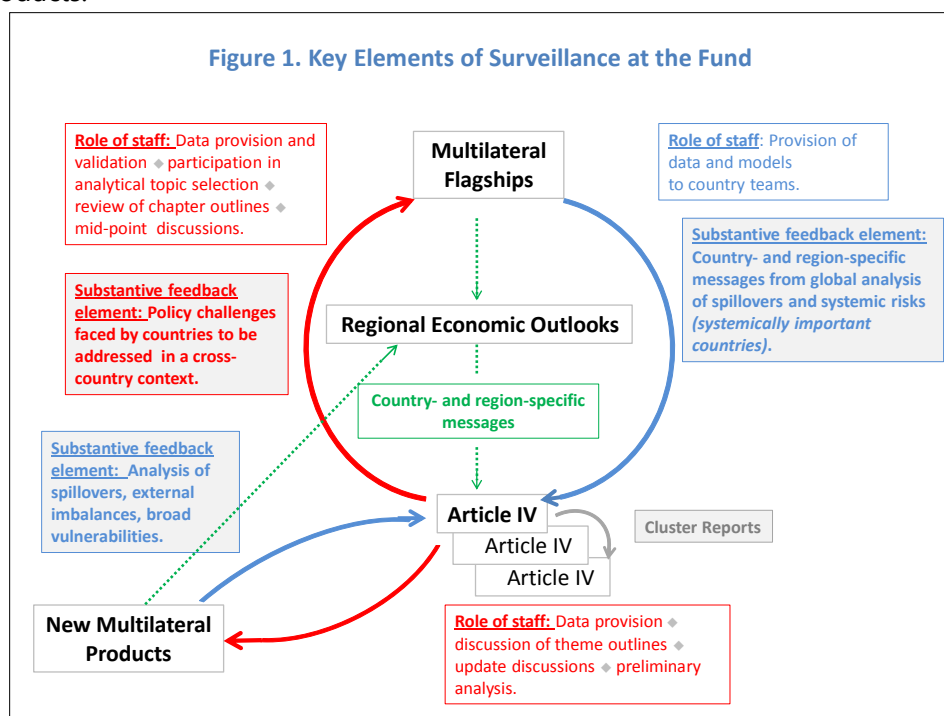 Figure 1. Key Elements of Surveillance at the Fund
Role of staff: Data provision and
validation ◆ participation in
analytical topic selection ◆
review of chapter outlines ◆
mid-point discussions.
Multilateral
Flagships
Role of staff: Provision of
data and models
to country teams.
Substantive feedback element:
Country- and region-specific
messages from global analysis
of spillovers and systemic risks
(systemically important
countries).
Substantive feedback
element: Policy challenges
faced by countries to be
addressed in a cross-
country context.
Regional Economic Outlooks
Country- and region-specific
messages
Substantive feedback
element: Analysis of
spillovers, external
imbalances, broad
vulnerabilities.
Article IV
Article IV
Article IV
Cluster Reports
New Multilateral
Products
Role of staff: Data provision ◆
discussion of theme outlines ◆
update discussions ◆ preliminary
analysis.